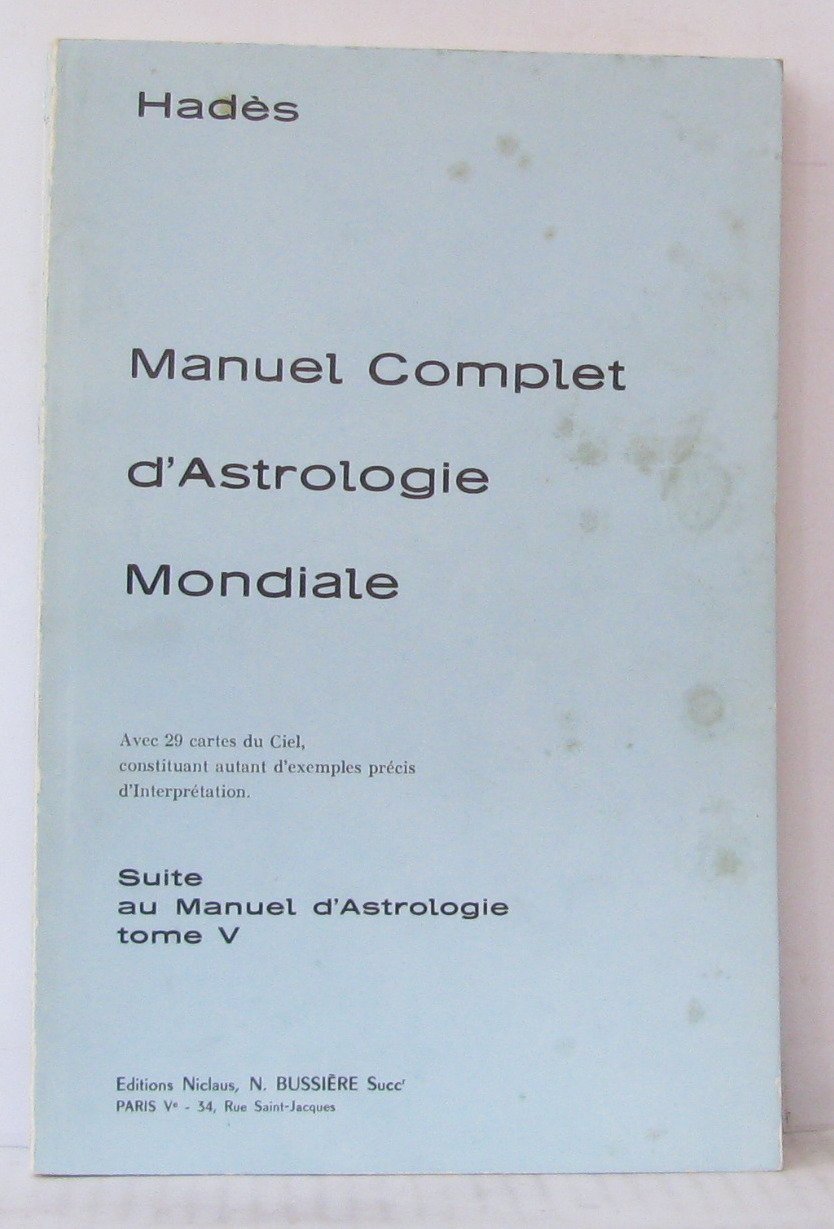 Hadès
Manuel Complet
d'Astrologie
Mondiale
Avec 29 cartes du Ciel,
constituant autant d'exemples précis
d'Interprétation.
Suite
au Manuel d'Astrologie
tome V
Editions Niclaus, N. BUSSIÈRE Succʳ
PARIS Vᵉ - 34, Rue Saint-Jacques